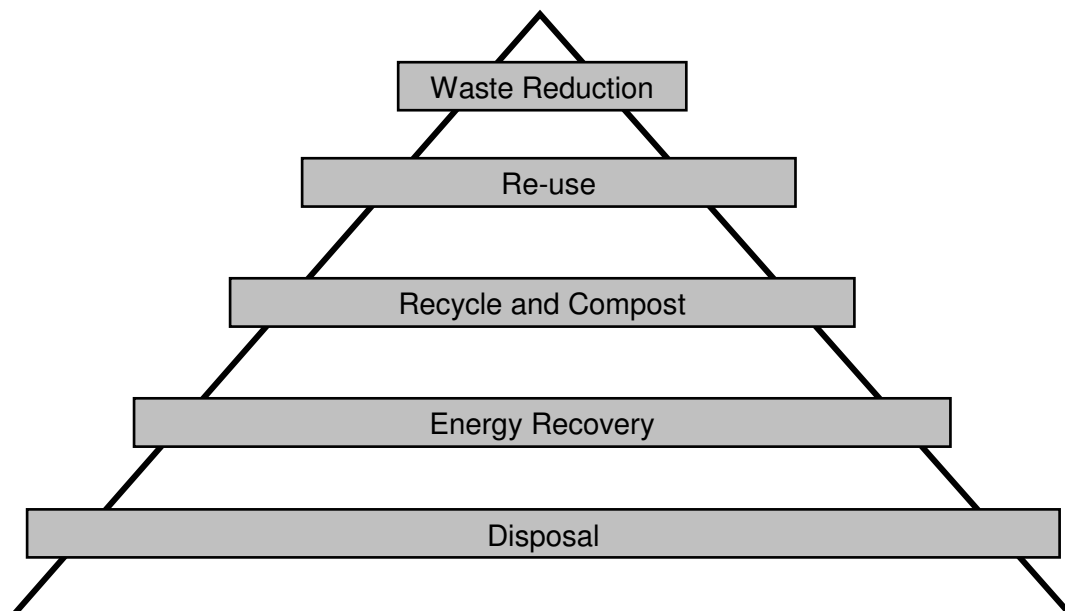 Waste Reduction
Re-use
Recycle and Compost
Energy Recovery
Disposal